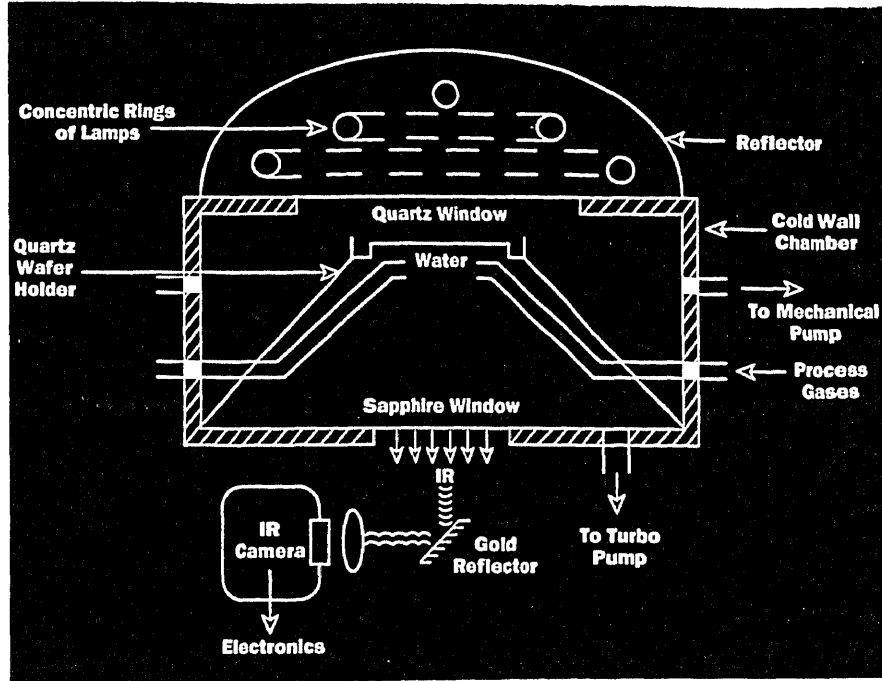 Concentric Rings
of Lamps
Reflector
Quartz Window
Cold Wall
Chamber
Quartz
Wafer
Holder
Water
To Mechanical
Pump
Process
Gases
Sapphire Window
IR
IR
Camera
Gold
Reflector
To Turbo
Pump
Electronics